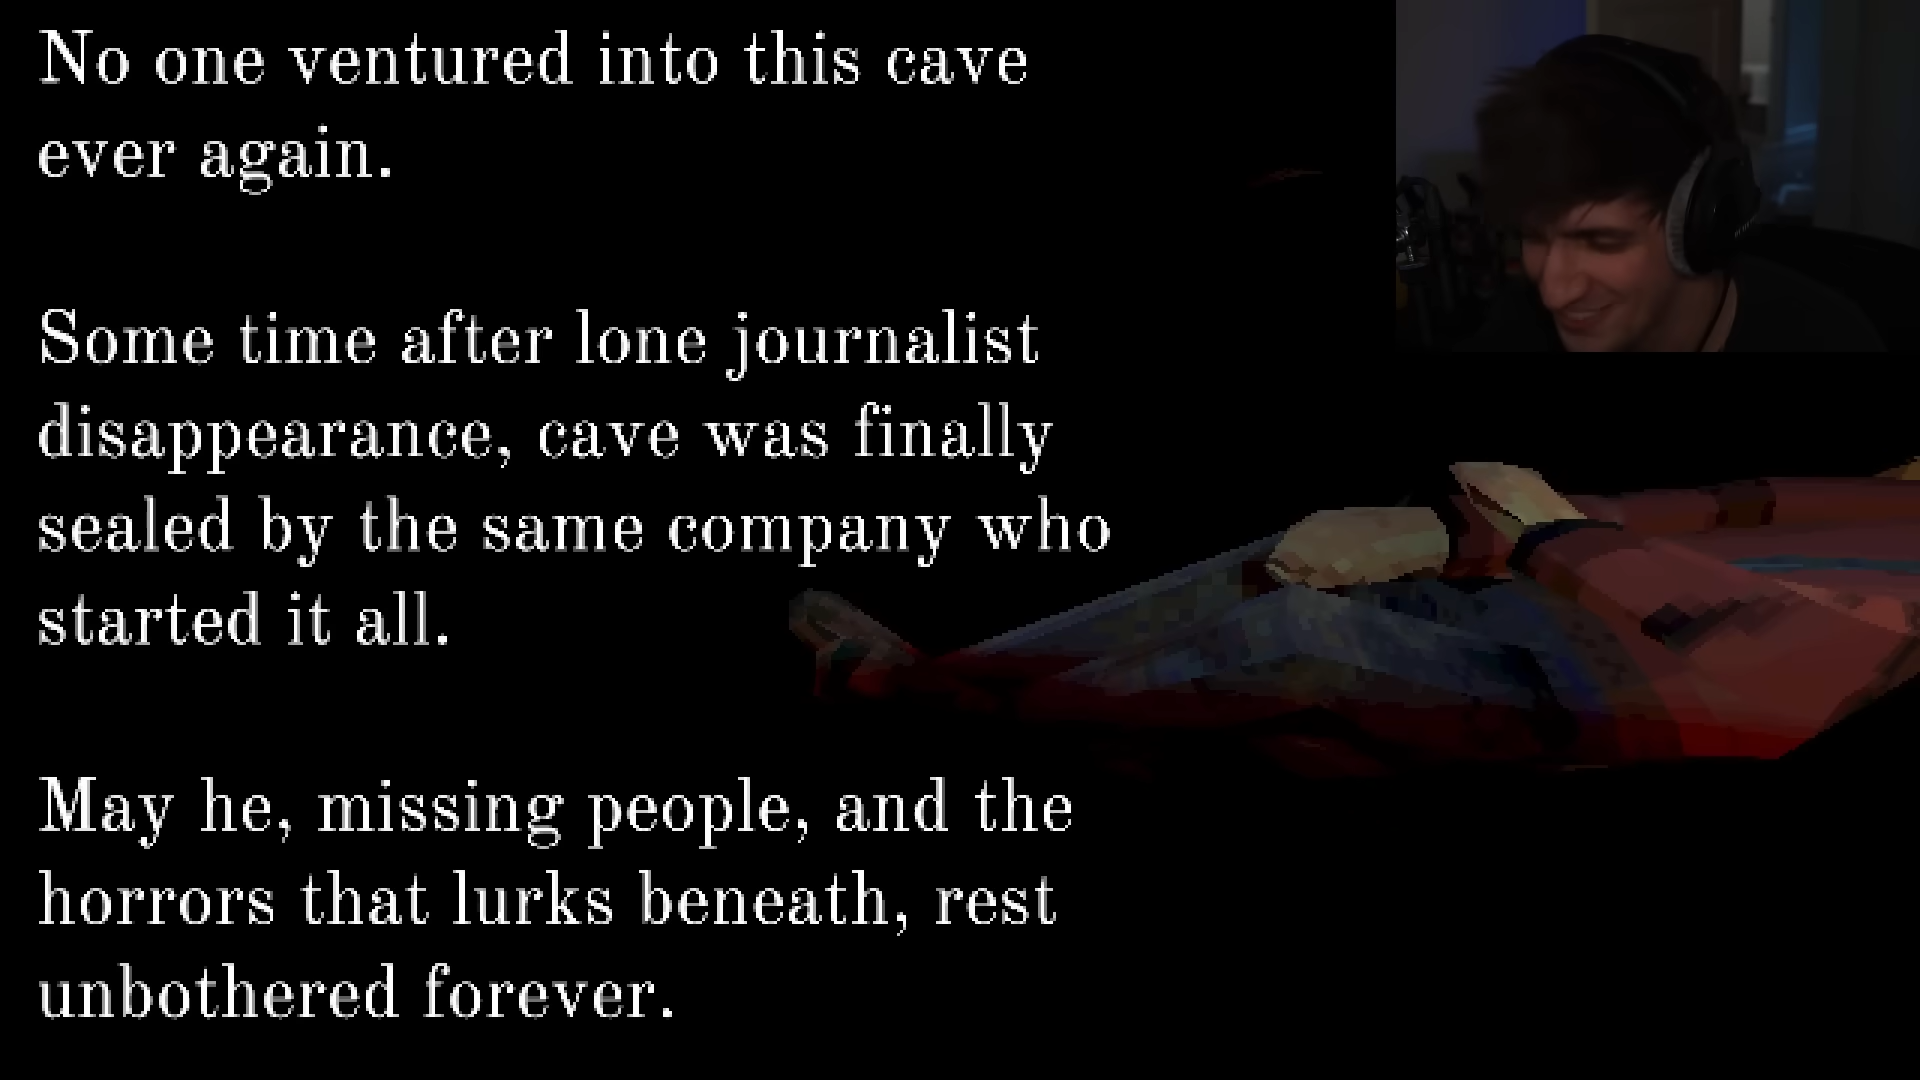 No one ventured into this cave
ever again.
Some time after lone journalist
disappearance, cave was finally
sealed by the same company who
started it all.
May he, missing people, and the
horrors that lurks beneath, rest
unbothered forever.